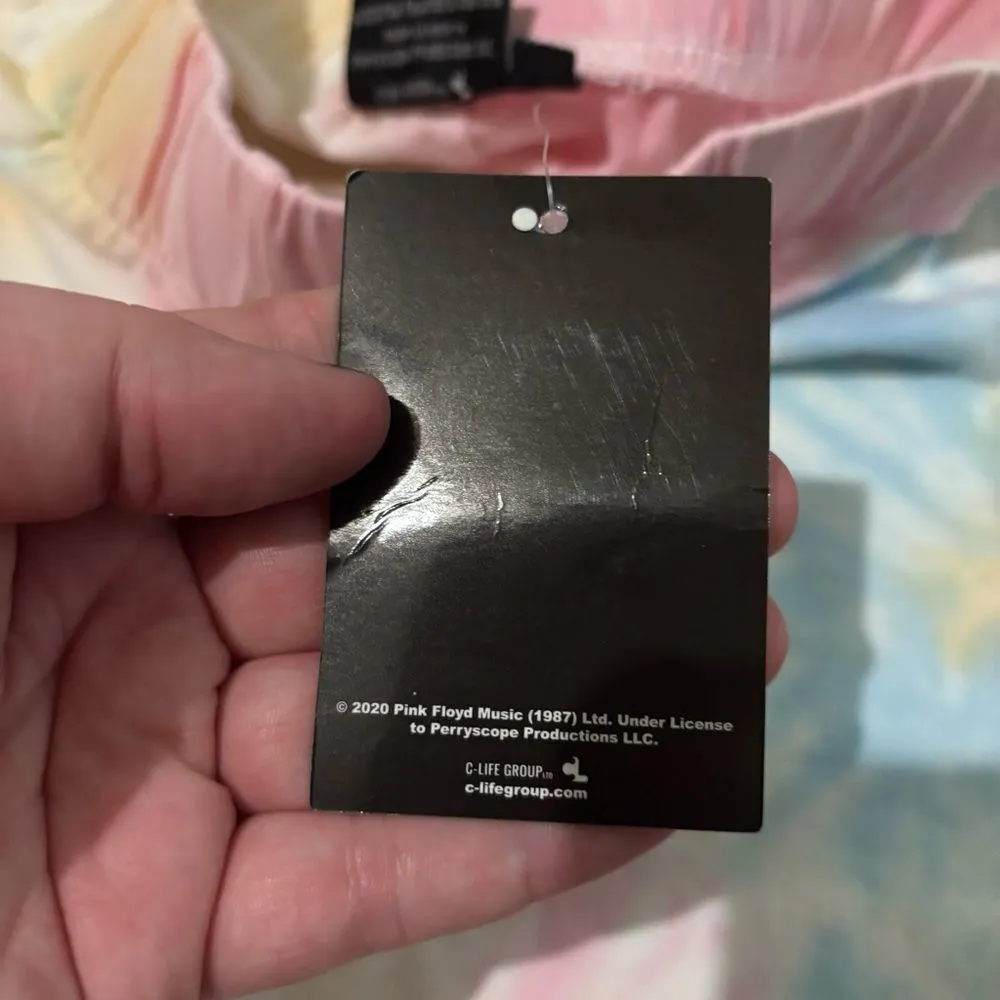 © 2020 Pink Floyd Music (1987) Ltd. Under License
to Perryscope Productions LLC.
C-LIFE GROUP LTD
c-lifegroup.com